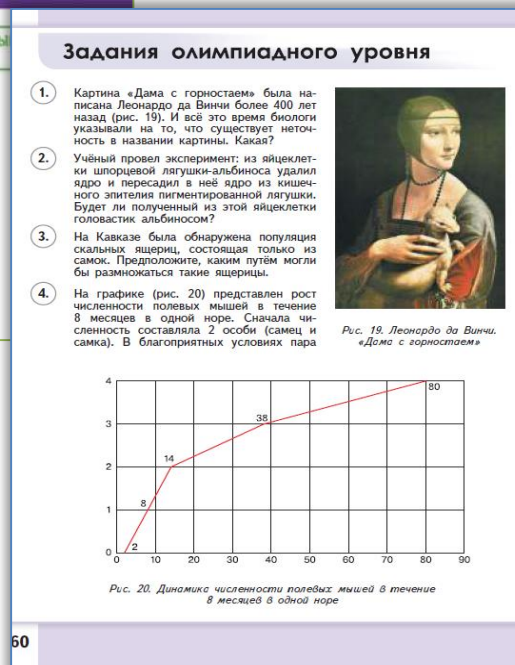 Задания олимпиадного уровня
1.
Картина «Дама с горностаем» была на-
писана Леонардо да Винчи более 400 лет
назад (рис. 19). И всё это время биологи
указывали на то, что существует неточ-
ность в названии картины. Какая?
2.
Учёный провел эксперимент: из яйцеклет-
ки шпорцевой лягушки-альбиноса удалил
ядро и пересадил в неё ядро из кишеч-
ного эпителия пигментированной лягушки.
Будет ли полученный из этой яйцеклетки
головастик альбиносом?
3.
На Кавказе была обнаружена популяция
скальных ящериц, состоящая только из
самок. Предположите, каким путём могли
бы размножаться такие ящерицы.
4.
На графике (рис. 20) представлен рост
численности полевых мышей в течение
8 месяцев в одной норе. Сначала чи-
сленность составляла 2 особи (самец и
самка). В благоприятных условиях пара
Рис. 19. Леонардо да Винчи.
«Дама с горностаем»
4
3
2
1
0
80
38
14
8
2
0 10 20 30 40 50 60 70 80 90
Рис. 20. Динамика численности полевых мышей в течение
8 месяцев в одной норе
60